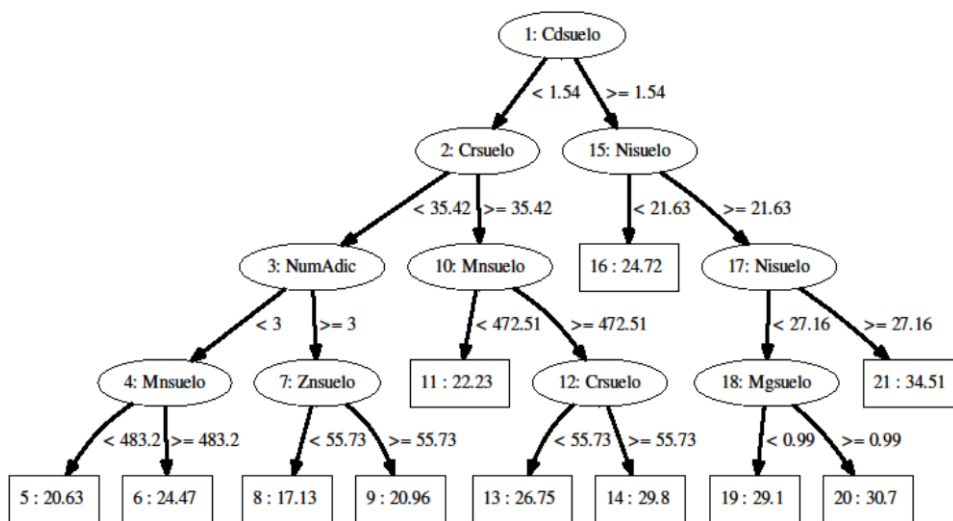 1: Cdsuelo
< 1.54 >= 1.54
2: Crsuelo 15: Nisuelo
< 35.42 >= 35.42 < 21.63 >= 21.63
3: NumAdic 10: Mnsuelo 16 : 24.72 17: Nisuelo
< 3 >= 3 < 472.51 >= 472.51 < 27.16 >= 27.16
4: Mnsuelo 7: Znsuelo 11 : 22.23 12: Crsuelo 18: Mgsuelo 21 : 34.51
< 483.2 >= 483.2 < 55.73 >= 55.73 < 55.73 >= 55.73 < 0.99 >= 0.99
5 : 20.63 6 : 24.47 8 : 17.13 9 : 20.96 13 : 26.75 14 : 29.8 19 : 29.1 20 : 30.7